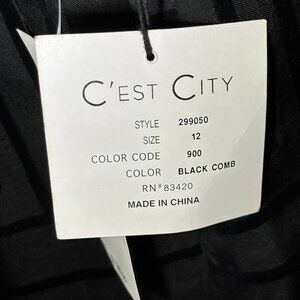 C'EST CITY
STYLE 299050
SIZE 12
COLOR CODE 900
COLOR BLACK COMB
RN# 83420
MADE IN CHINA